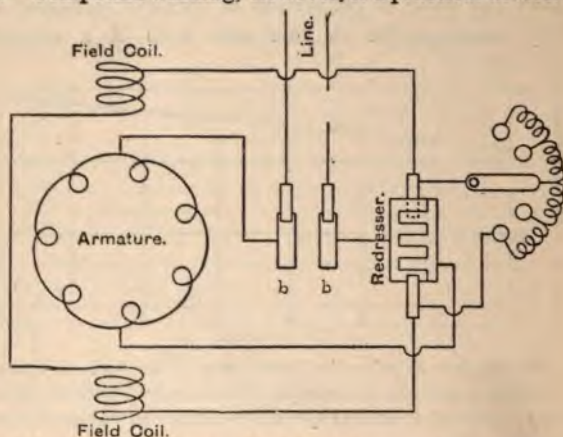 Field Coil.
Line.
Armature.
Redresser.
b b
Field Coil.